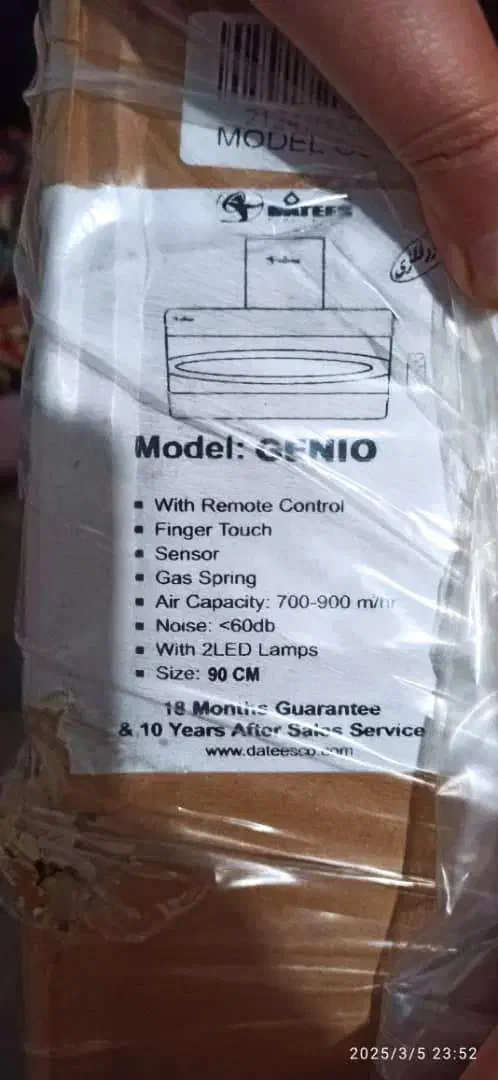 MODEL
DATEES
Model: GENIO
▪ With Remote Control
▪ Finger Touch
▪ Sensor
▪ Gas Spring
▪ Air Capacity: 700-900 m/hr
▪ Noise: <60db
▪ With 2LED Lamps
▪ Size: 90 CM
18 Months Guarantee
& 10 Years After Sales Service
www.dateesco.com
2025/3/5 23:52